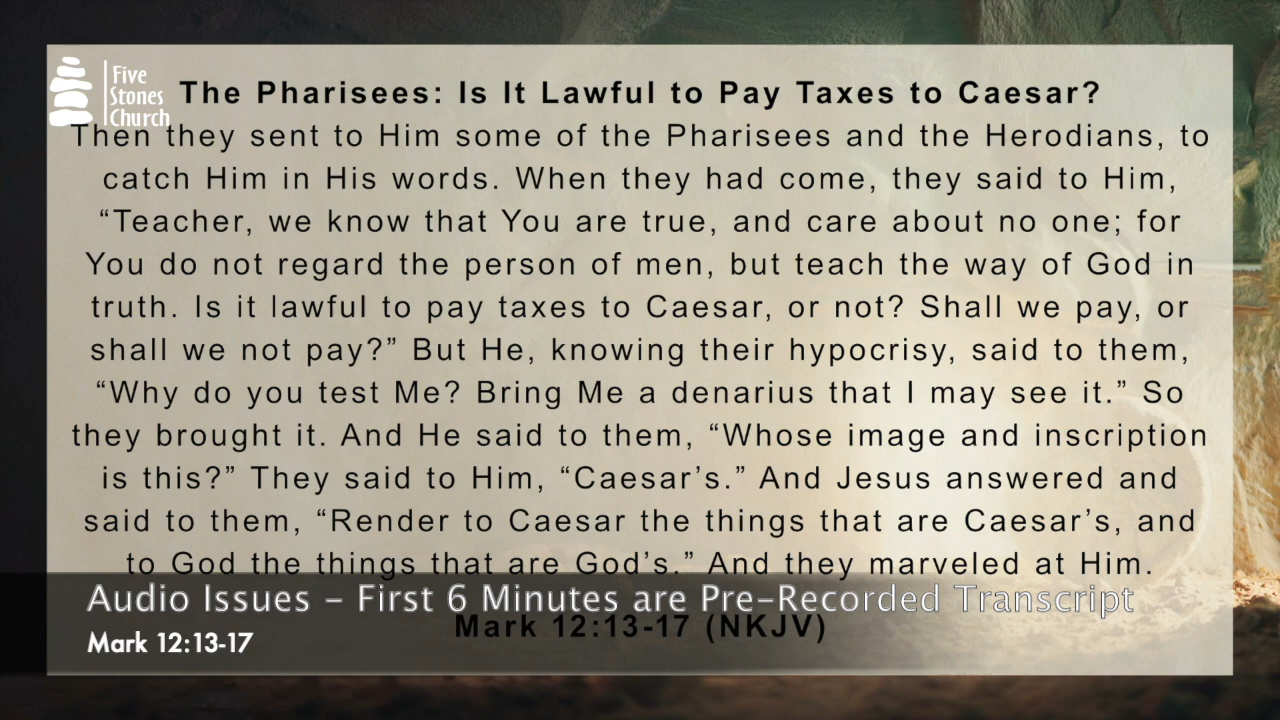 Five
Stones
Church
The Pharisees: Is It Lawful to Pay Taxes to Caesar?
Then they sent to Him some of the Pharisees and the Herodians, to
catch Him in His words. When they had come, they said to Him,
“Teacher, we know that You are true, and care about no one; for
You do not regard the person of men, but teach the way of God in
truth. Is it lawful to pay taxes to Caesar, or not? Shall we pay, or
shall we not pay?” But He, knowing their hypocrisy, said to them,
“Why do you test Me? Bring Me a denarius that I may see it.” So
they brought it. And He said to them, “Whose image and inscription
is this?” They said to Him, “Caesar’s.” And Jesus answered and
said to them, “Render to Caesar the things that are Caesar’s, and
to God the things that are God’s.” And they marveled at Him.
Audio Issues – First 6 Minutes are Pre-Recorded Transcript
Mark 12:13-17 (NKJV)
Mark 12:13-17